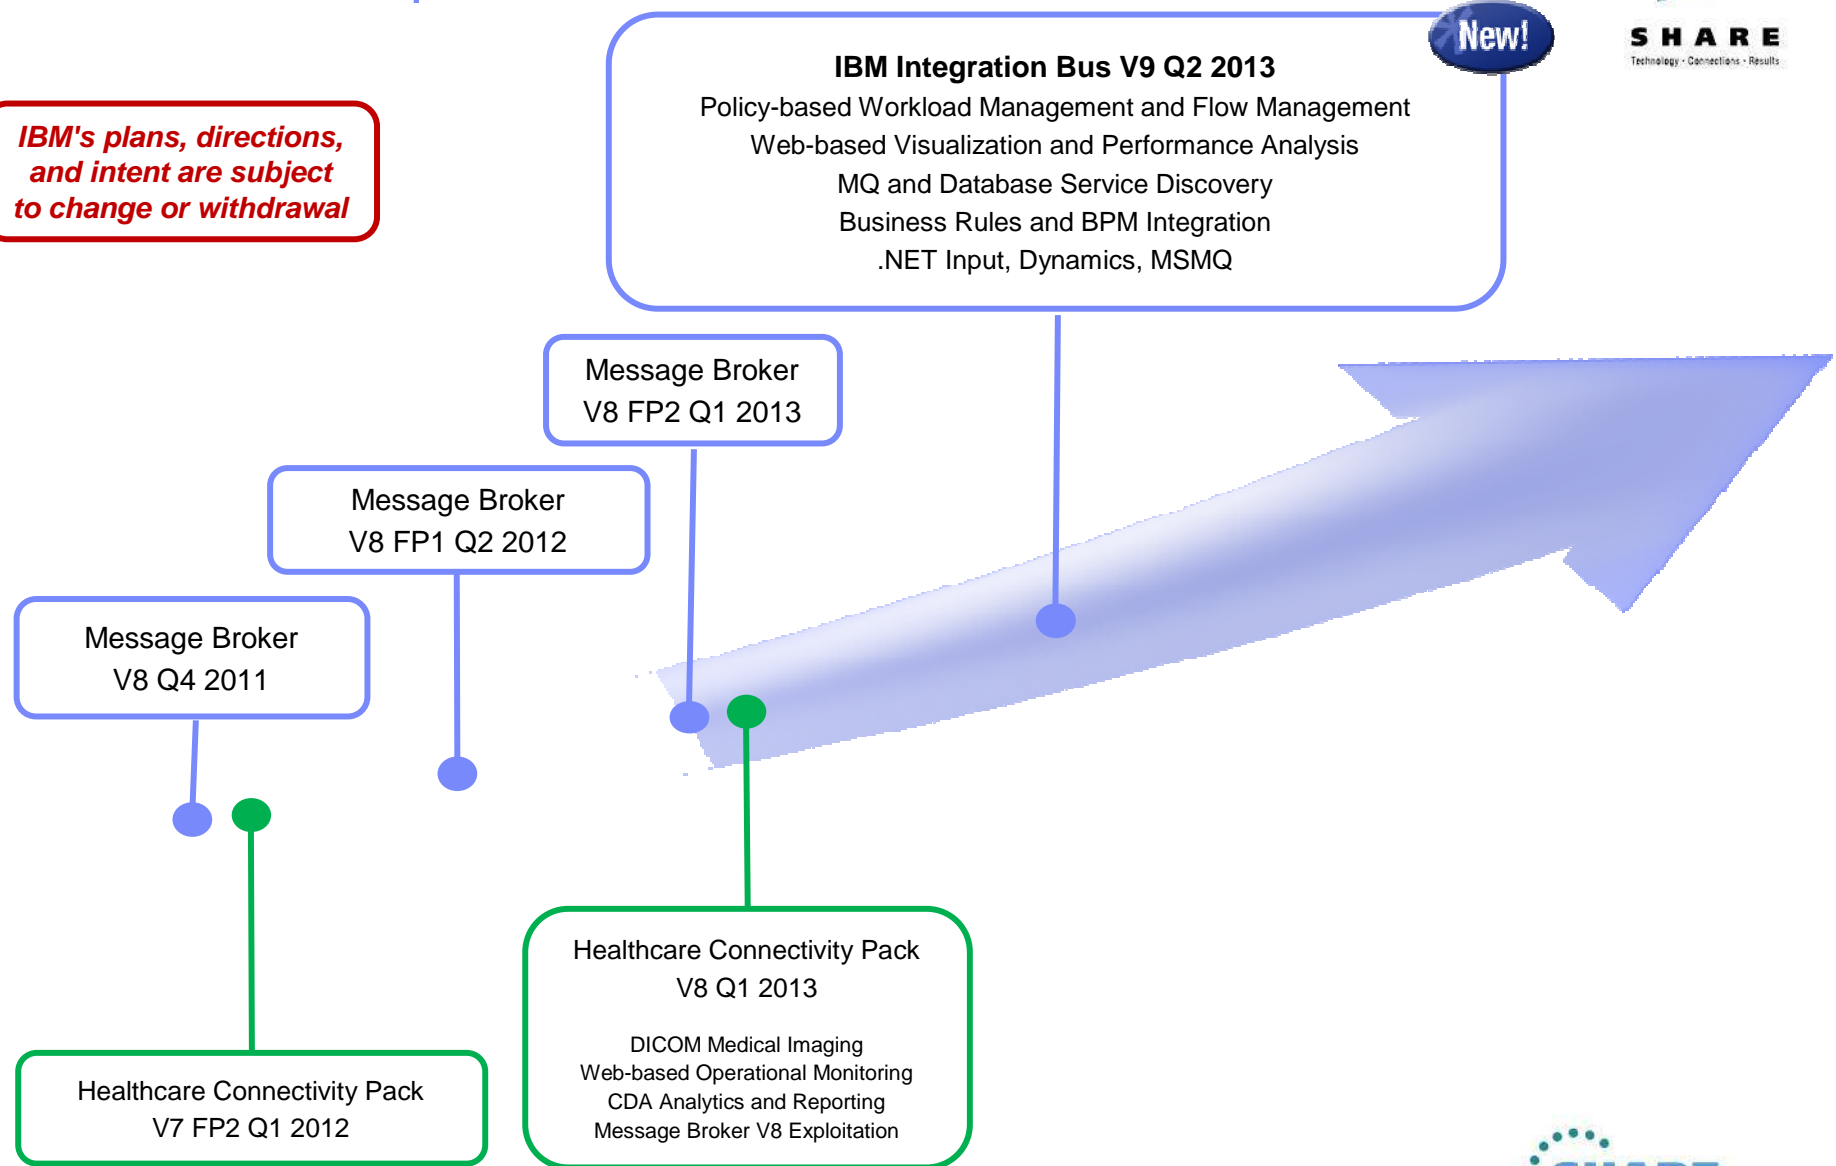 New!
S H A R E
Technology · Connections · Results
IBM Integration Bus V9 Q2 2013
Policy-based Workload Management and Flow Management
Web-based Visualization and Performance Analysis
MQ and Database Service Discovery
Business Rules and BPM Integration
.NET Input, Dynamics, MSMQ
IBM's plans, directions,
and intent are subject
to change or withdrawal
Message Broker
V8 FP2 Q1 2013
Message Broker
V8 FP1 Q2 2012
Message Broker
V8 Q4 2011
Healthcare Connectivity Pack
V8 Q1 2013
DICOM Medical Imaging
Web-based Operational Monitoring
CDA Analytics and Reporting
Message Broker V8 Exploitation
Healthcare Connectivity Pack
V7 FP2 Q1 2012